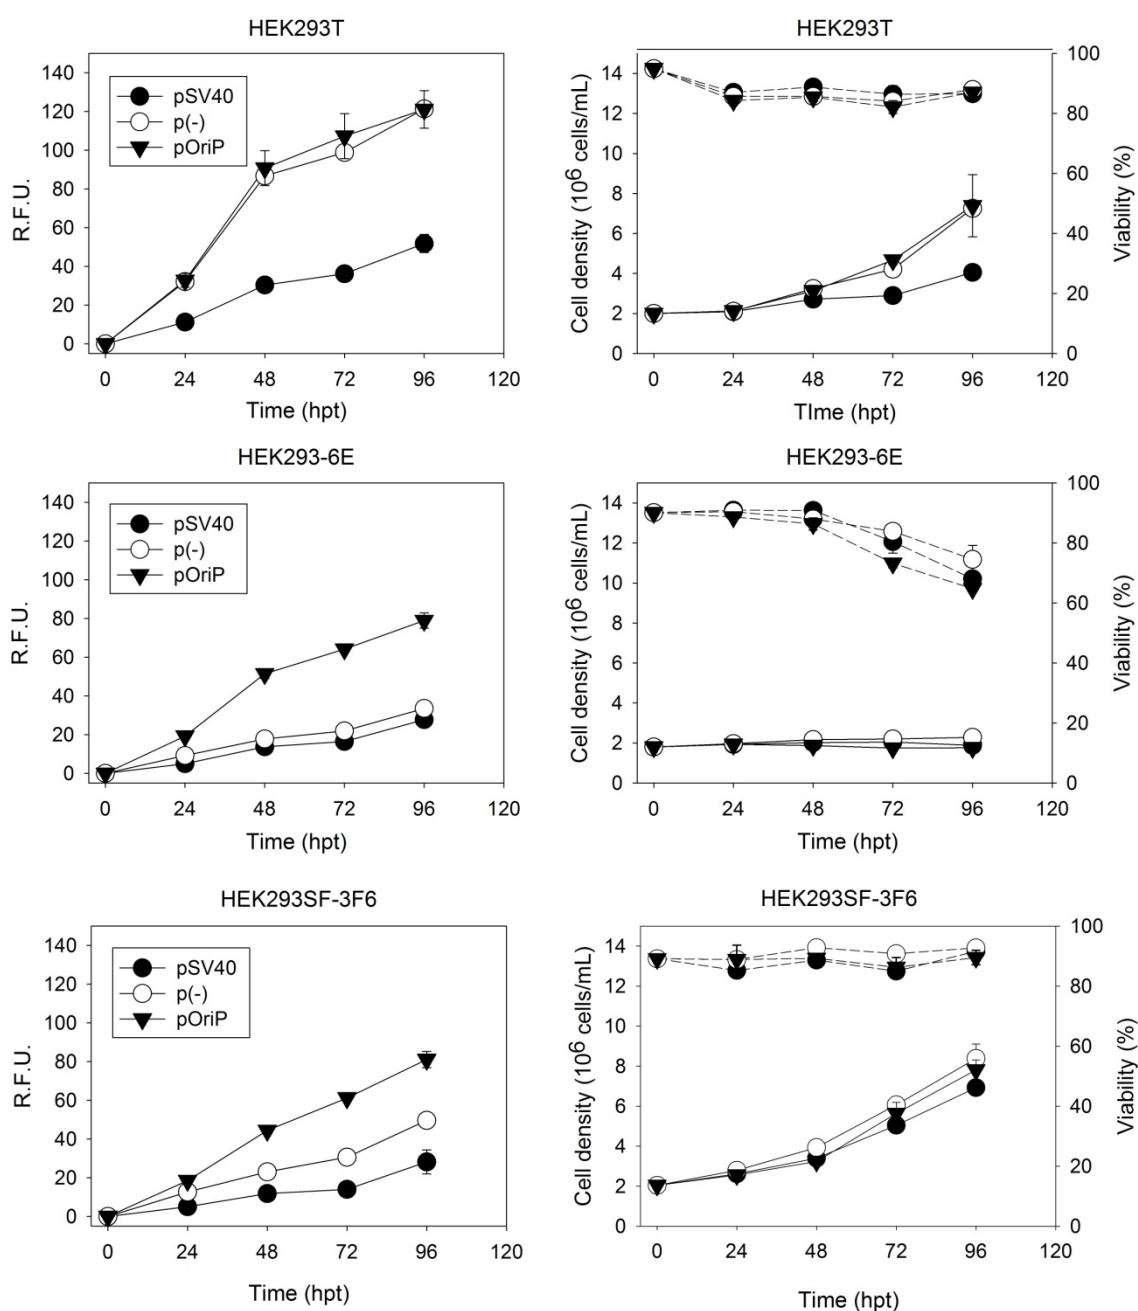 HEK293T
R.F.U.
140
120
100
80
60
40
20
0
pSV40
p(-)
pOriP
0 24 48 72 96 120
Time (hpt)
HEK293T
Cell density (10⁶ cells/mL)
14
12
10
8
6
4
2
0
100
80
60
40
20
0
Viability (%)
0 24 48 72 96 120
TIme (hpt)
HEK293-6E
R.F.U.
140
120
100
80
60
40
20
0
pSV40
p(-)
pOriP
0 24 48 72 96 120
Time (hpt)
HEK293-6E
Cell density (10⁶ cells/mL)
14
12
10
8
6
4
2
0
100
80
60
40
20
0
Viability (%)
0 24 48 72 96 120
Time (hpt)
HEK293SF-3F6
R.F.U.
140
120
100
80
60
40
20
0
pSV40
p(-)
pOriP
0 24 48 72 96 120
Time (hpt)
HEK293SF-3F6
Cell density (10⁶ cells/mL)
14
12
10
8
6
4
2
0
100
80
60
40
20
0
Viability (%)
0 24 48 72 96 120
Time (hpt)